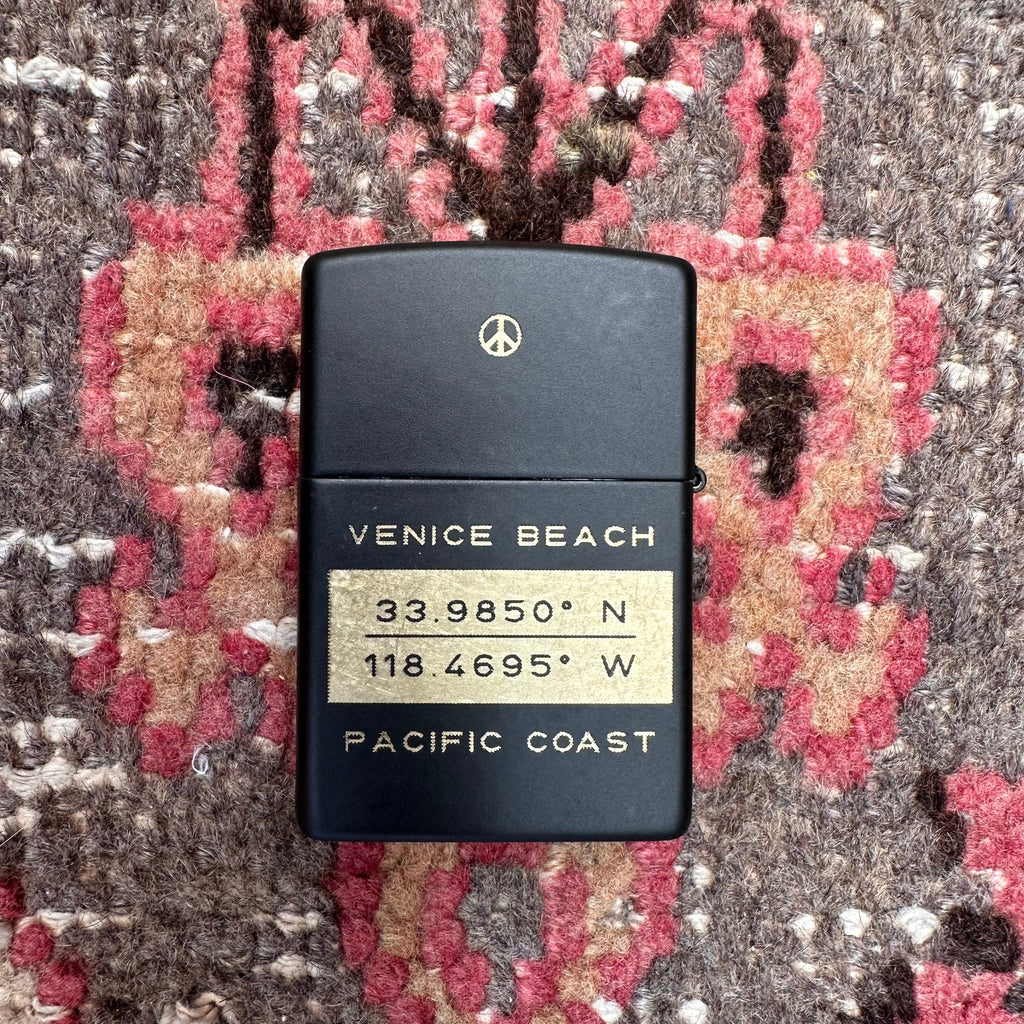 VENICE BEACH
33.9850° N
118.4695° W
PACIFIC COAST